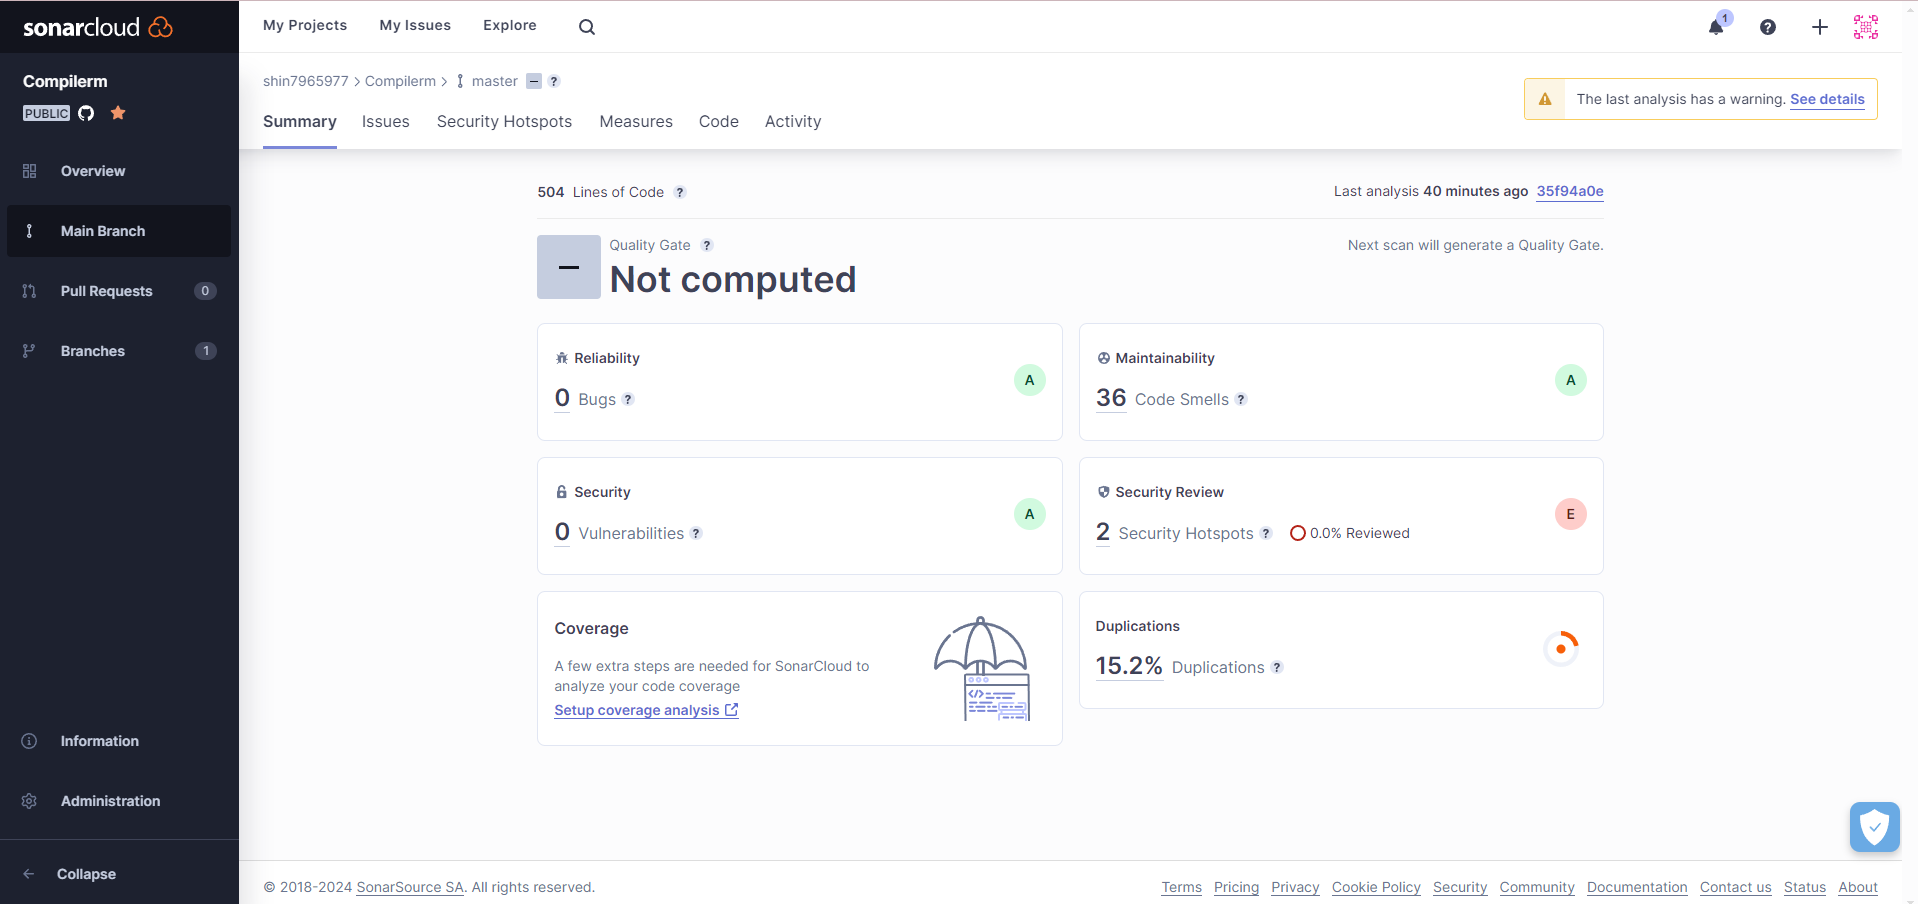 sonarcloud
My Projects My Issues Explore
1
?
Compilerm
PUBLIC
Overview
Main Branch
Pull Requests 0
Branches 1
Information
Administration
Collapse
shin7965977 > Compilerm > master ?
The last analysis has a warning. See details
Summary Issues Security Hotspots Measures Code Activity
504 Lines of Code ?
Last analysis 40 minutes ago 35f94a0e
Quality Gate ?
Not computed
Next scan will generate a Quality Gate.
Reliability
0 Bugs ?
A
Maintainability
36 Code Smells ?
A
Security
0 Vulnerabilities ?
A
Security Review
2 Security Hotspots ? 0.0% Reviewed
E
Coverage
A few extra steps are needed for SonarCloud to
analyze your code coverage
Setup coverage analysis
</>
Duplications
15.2% Duplications ?
© 2018-2024 SonarSource SA. All rights reserved.
Terms Pricing Privacy Cookie Policy Security Community Documentation Contact us Status About